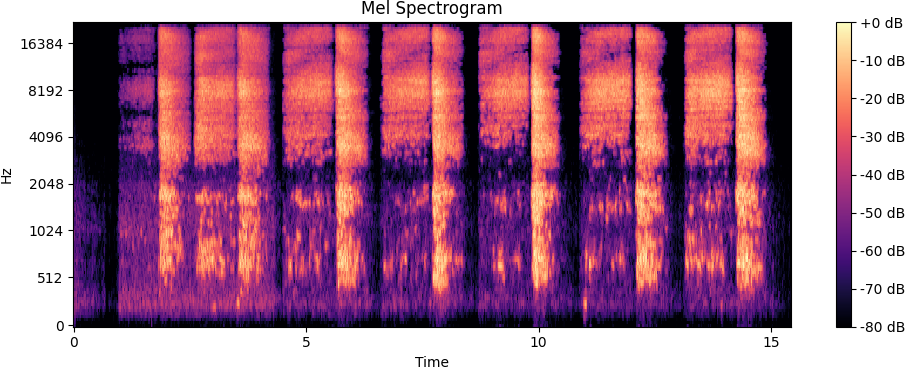 Mel Spectrogram
16384
8192
4096
2048
1024
512
0
Hz
0
5
10
15
Time
+0 dB
-10 dB
-20 dB
-30 dB
-40 dB
-50 dB
-60 dB
-70 dB
-80 dB